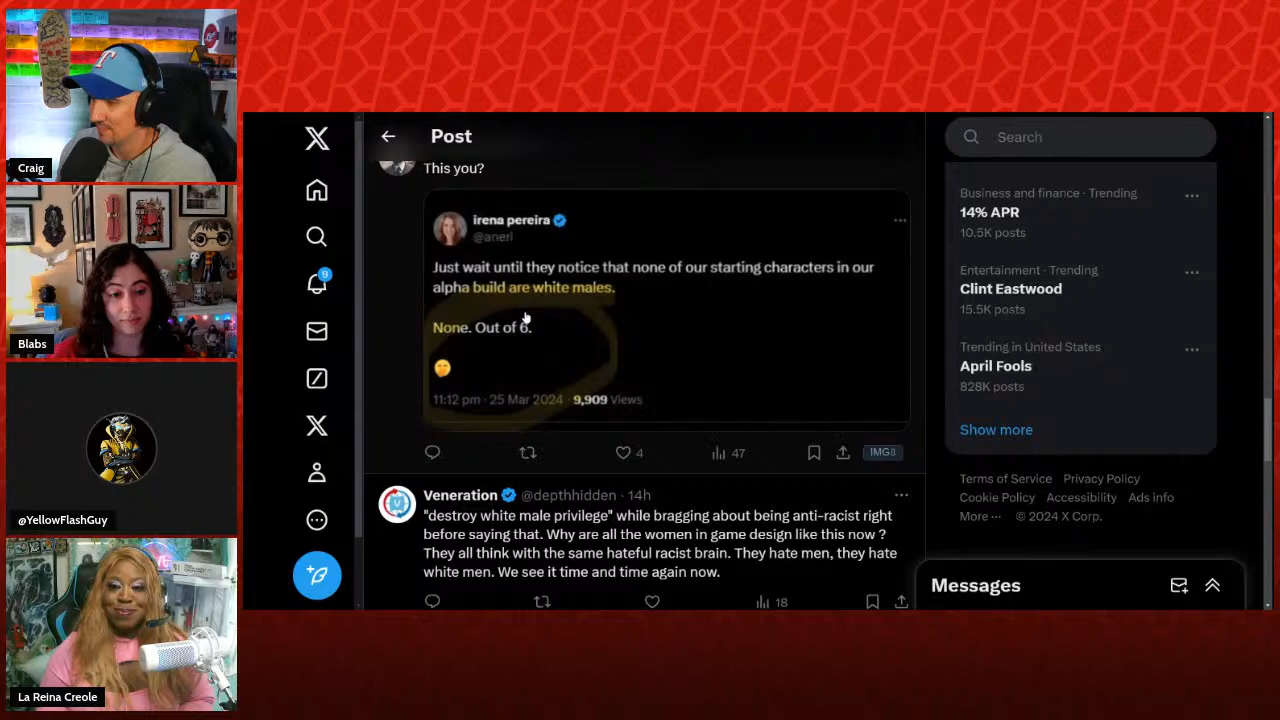 Craig
Blabs
@YellowFlashGuy
La Reina Creole
Post
This you?
irena pereira
@aneri
Just wait until they notice that none of our starting characters in our
alpha build are white males.
None. Out of 6.
11:12 pm · 25 Mar 2024 · 9,909 Views
4
47
IMG8
Veneration @depthhidden · 14h
"destroy white male privilege" while bragging about being anti-racist right
before saying that. Why are all the women in game design like this now ?
They all think with the same hateful racist brain. They hate men, they hate
white men. We see it time and time again now.
18
9
Search
Business and finance · Trending
14% APR
10.5K posts
Entertainment · Trending
Clint Eastwood
15.5K posts
Trending in United States
April Fools
828K posts
Show more
Terms of Service Privacy Policy
Cookie Policy Accessibility Ads info
More ··· © 2024 X Corp.
Messages